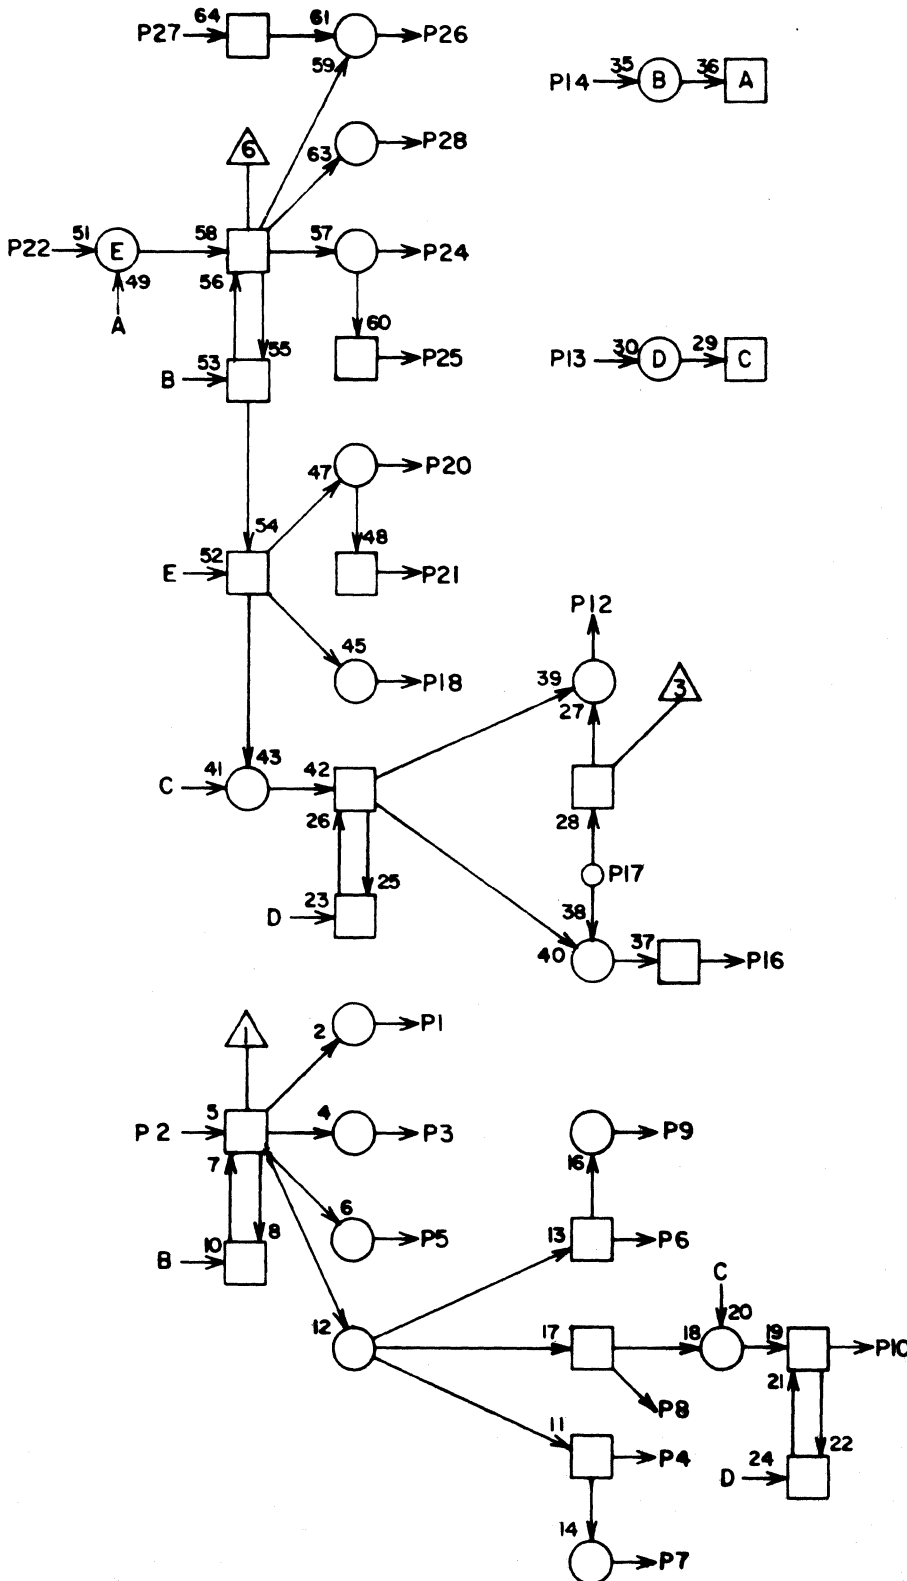 64 61
P27 P26
59
35 36
P14 B A
6
63 P28
51 58 57
P22 E P24
49 56
A
60
55
53 P25
B
30 29
P13 D C
47 P20
54
52 48
E P21
45
P12
P18
39 3
27
43
41 42
C
26 28
P17
25
23 38
D
40 37 P16
1
2 P1
5 4
P2 P3 P9
7 16
6
8 13
10 P5 P6
B
C
20
12 17 18 19
P10
21
P8
11
P4 24 22
D
14
P7